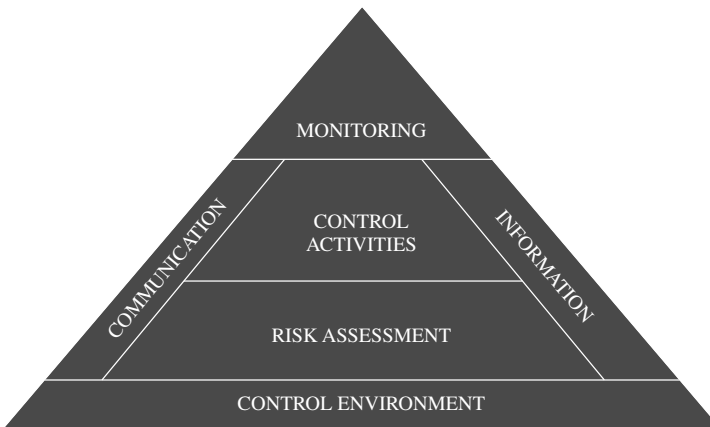 MONITORING
COMMUNICATION
CONTROL
ACTIVITIES
INFORMATION
RISK ASSESSMENT
CONTROL ENVIRONMENT